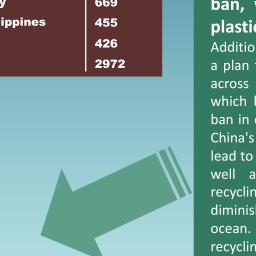 669
ippines 455
426
2972
ban,
plastic
Additio
a plan
across
which
ban in
China's
lead to
well a
recyclin
diminis
ocean.
recyclin